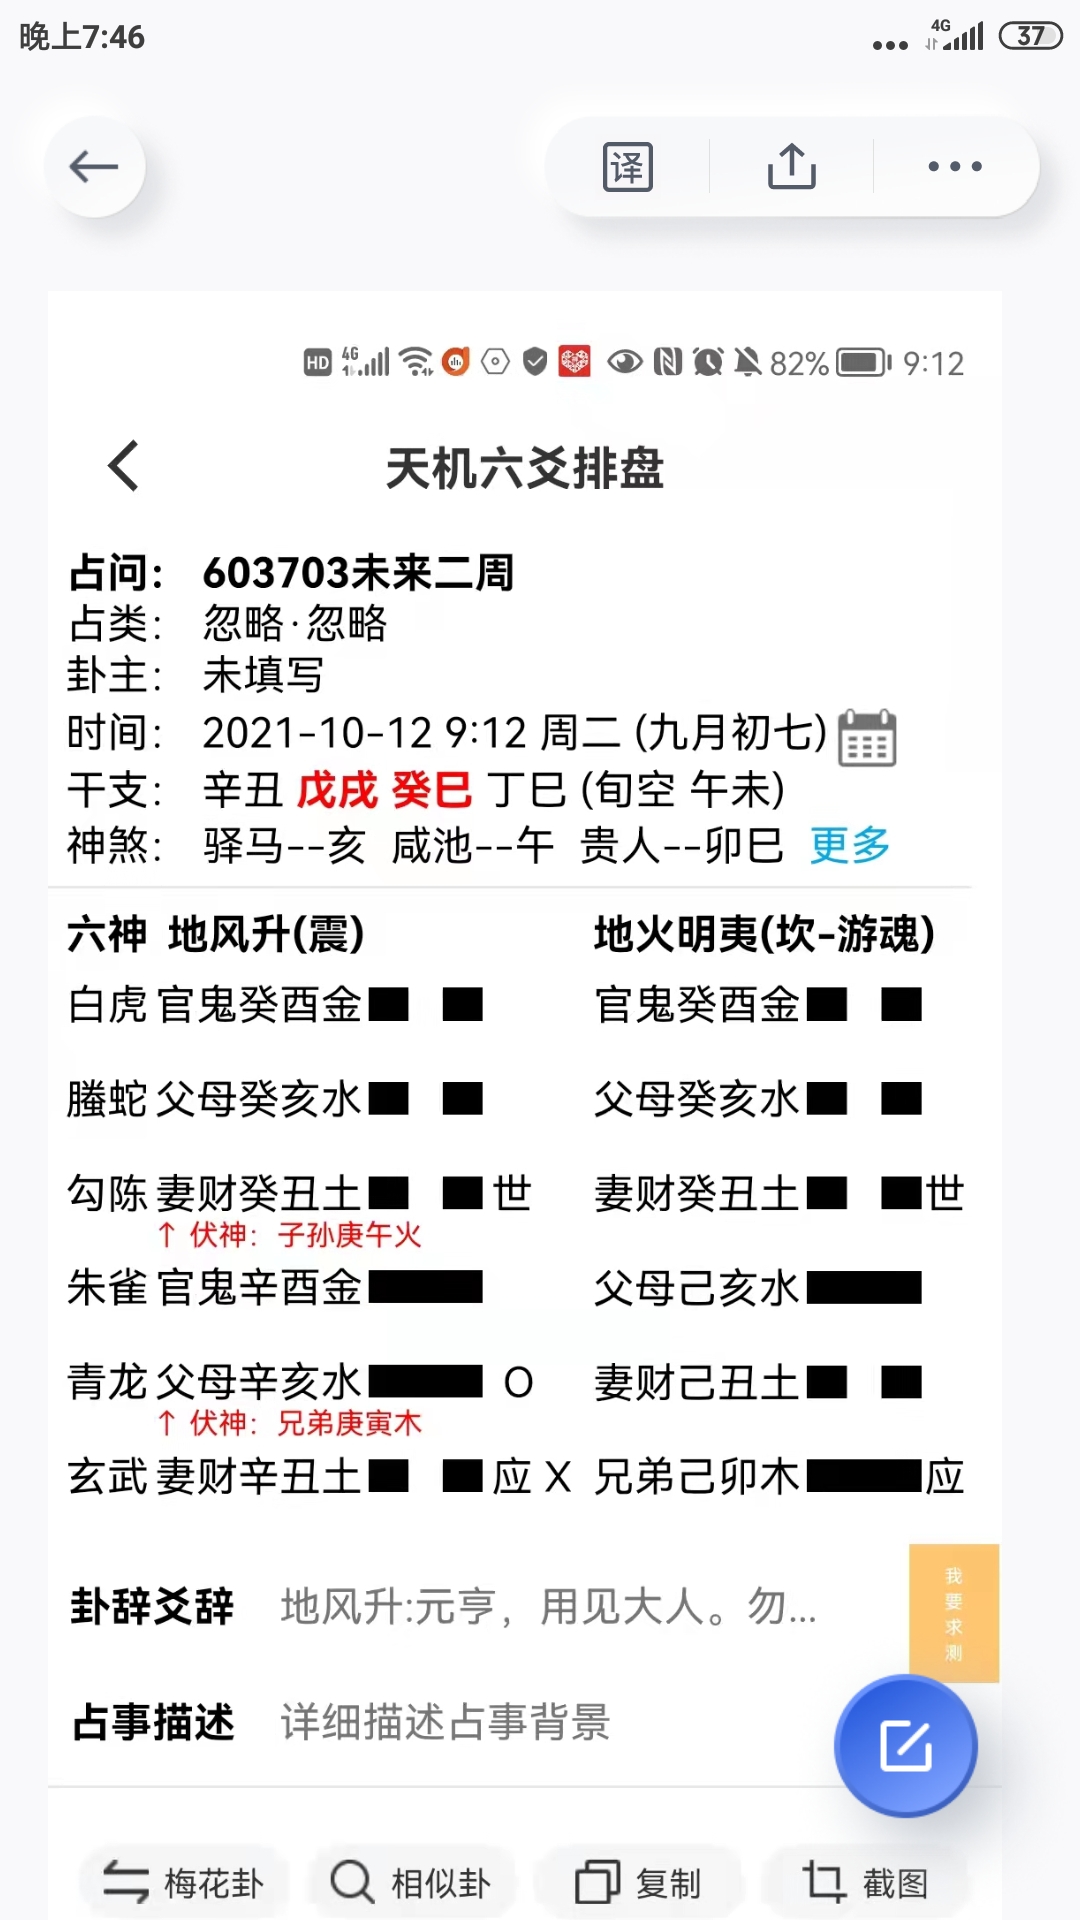 晚上7:46
4G
37
译
HD 4G 82% 9:12
天机六爻排盘
占问： 603703未来二周
占类： 忽略·忽略
卦主： 未填写
时间： 2021-10-12 9:12 周二 (九月初七)
干支： 辛丑 戊戌 癸巳 丁巳 (旬空 午未)
神煞： 驿马--亥 咸池--午 贵人--卯巳 更多
六神 地风升(震) 地火明夷(坎-游魂)
白虎 官鬼癸酉金 官鬼癸酉金
螣蛇 父母癸亥水 父母癸亥水
勾陈 妻财癸丑土 世 妻财癸丑土 世
↑ 伏神：子孙庚午火
朱雀 官鬼辛酉金 父母己亥水
青龙 父母辛亥水 O 妻财己丑土
↑ 伏神：兄弟庚寅木
玄武 妻财辛丑土 应 X 兄弟己卯木 应
卦辞爻辞 地风升:元亨，用见大人。勿...
我要求测
占事描述 详细描述占事背景
梅花卦 相似卦 复制 截图